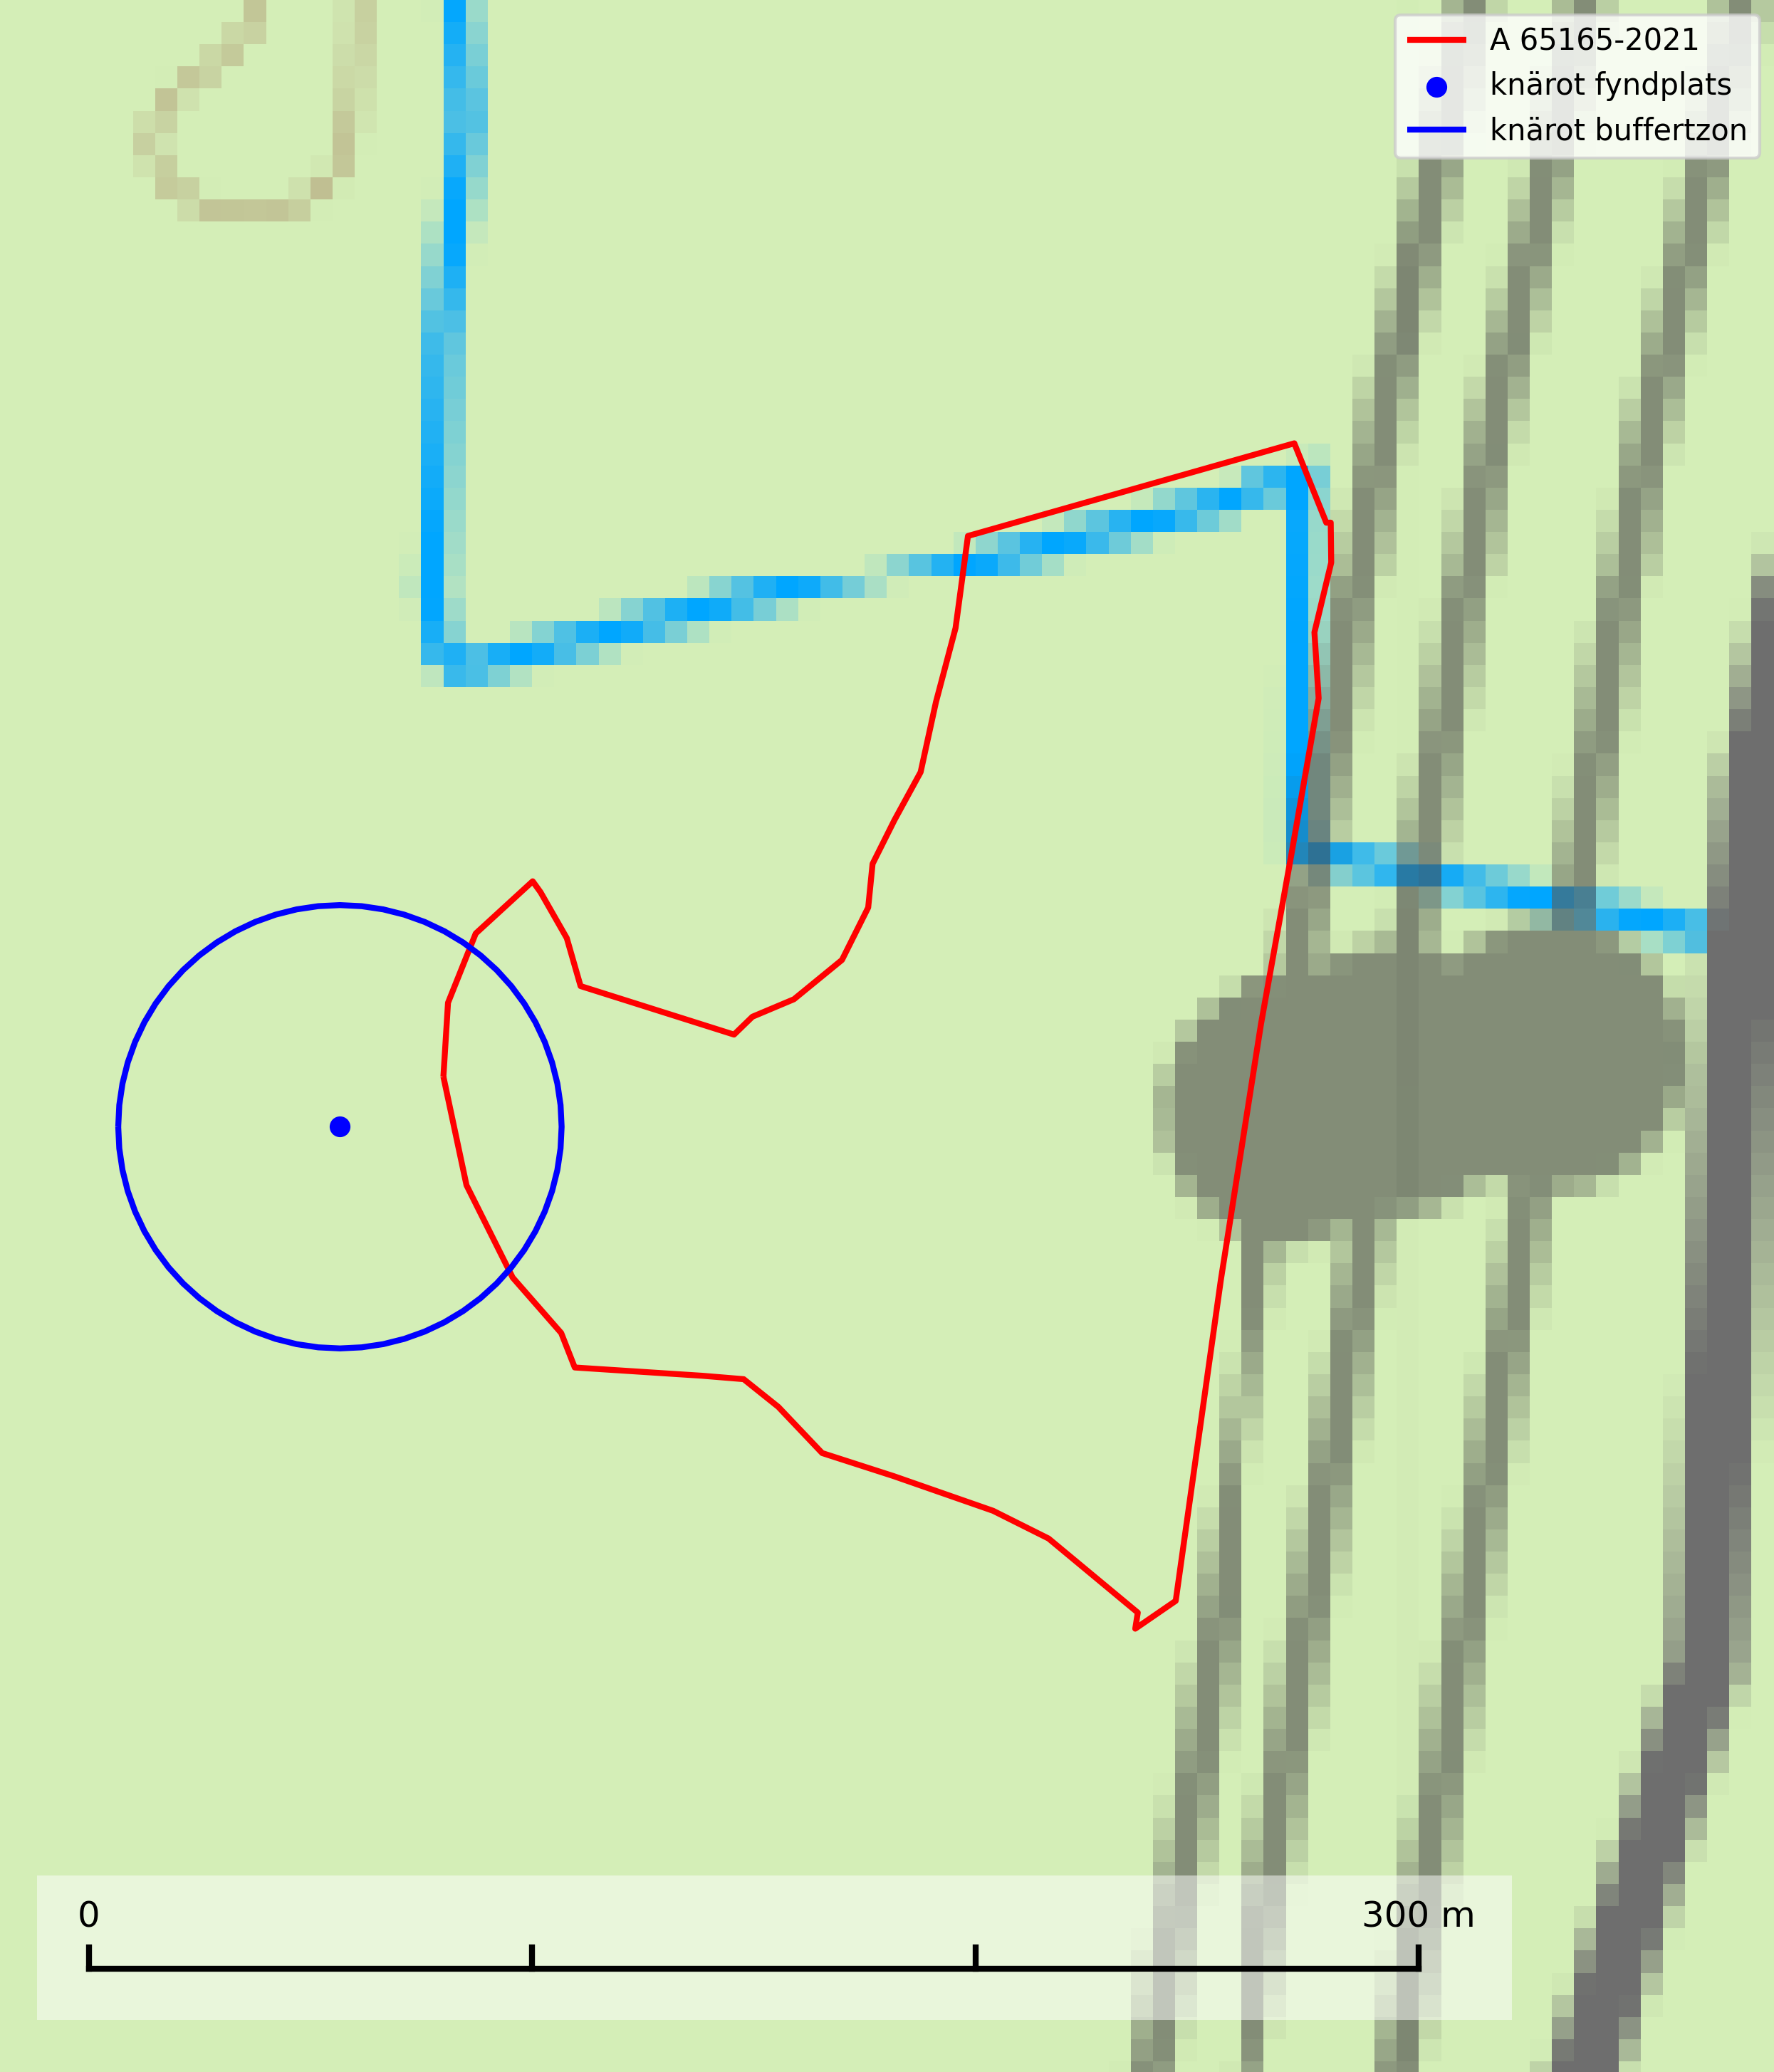 A 65165-2021
knärot fyndplats
knärot buffertzon
0
300 m